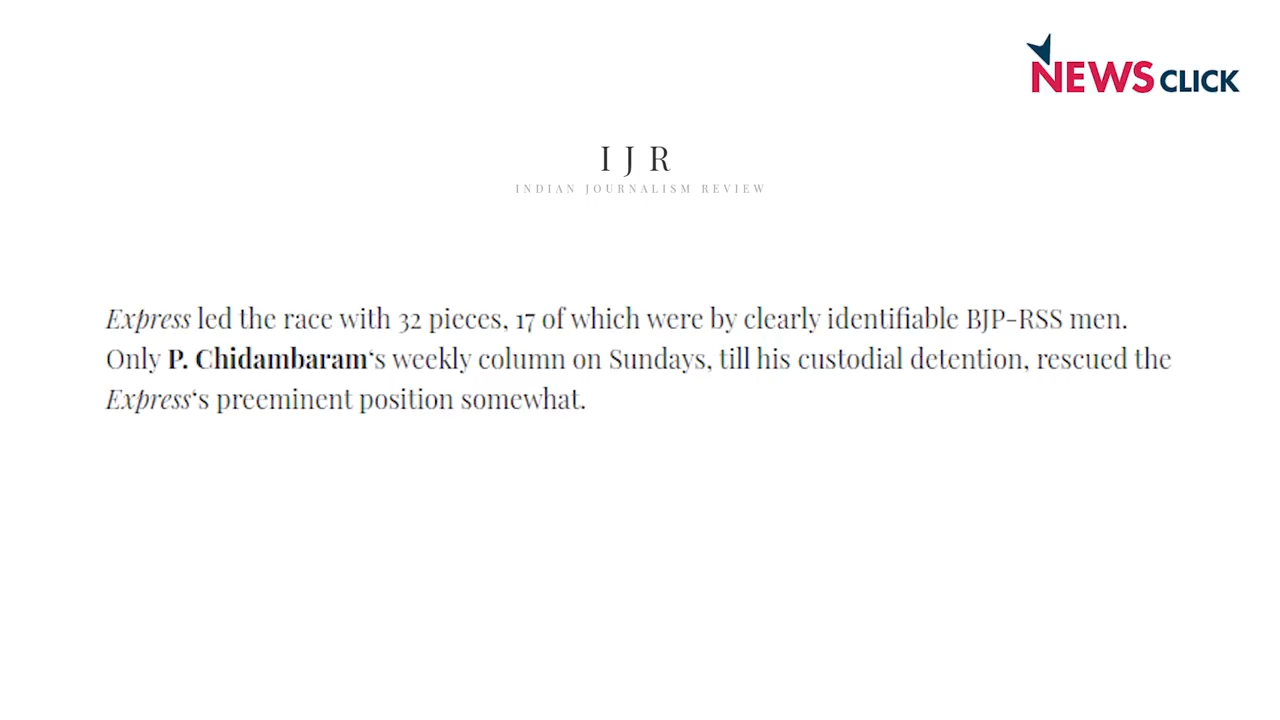 NEWS CLICK
IJR
INDIAN JOURNALISM REVIEW
Express led the race with 32 pieces, 17 of which were by clearly identifiable BJP-RSS men.
Only P. Chidambaram‘s weekly column on Sundays, till his custodial detention, rescued the
Express‘s preeminent position somewhat.